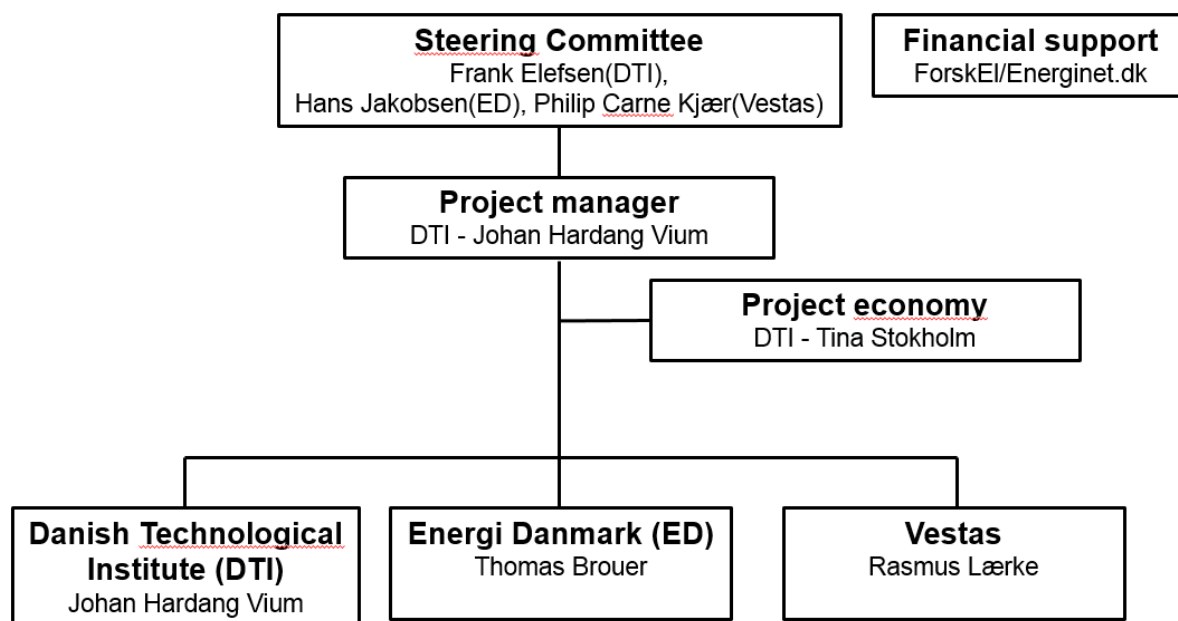 Steering Committee
Frank Elefsen(DTI),
Hans Jakobsen(ED), Philip Carne Kjær(Vestas)
Financial support
ForskEl/Energinet.dk
Project manager
DTI - Johan Hardang Vium
Project economy
DTI - Tina Stokholm
Danish Technological
Institute (DTI)
Johan Hardang Vium
Energi Danmark (ED)
Thomas Brouer
Vestas
Rasmus Lærke